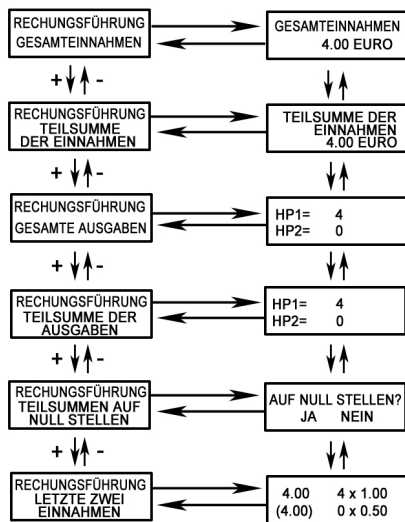 RECHUNGSFÜHRUNG
GESAMTEINNAHMEN
GESAMTEINNAHMEN
4.00 EURO
+ -
RECHUNGSFÜHRUNG
TEILSUMME
DER EINNAHMEN
TEILSUMME DER
EINNAHMEN
4.00 EURO
+ -
RECHUNGSFÜHRUNG
GESAMTE AUSGABEN
HP1= 4
HP2= 0
+ -
RECHUNGSFÜHRUNG
TEILSUMME DER
AUSGABEN
HP1= 4
HP2= 0
+ -
RECHUNGSFÜHRUNG
TEILSUMMEN AUF
NULL STELLEN
AUF NULL STELLEN?
JA NEIN
+ -
RECHUNGSFÜHRUNG
LETZTE ZWEI
EINNAHMEN
4.00 4 x 1.00
(4.00) 0 x 0.50